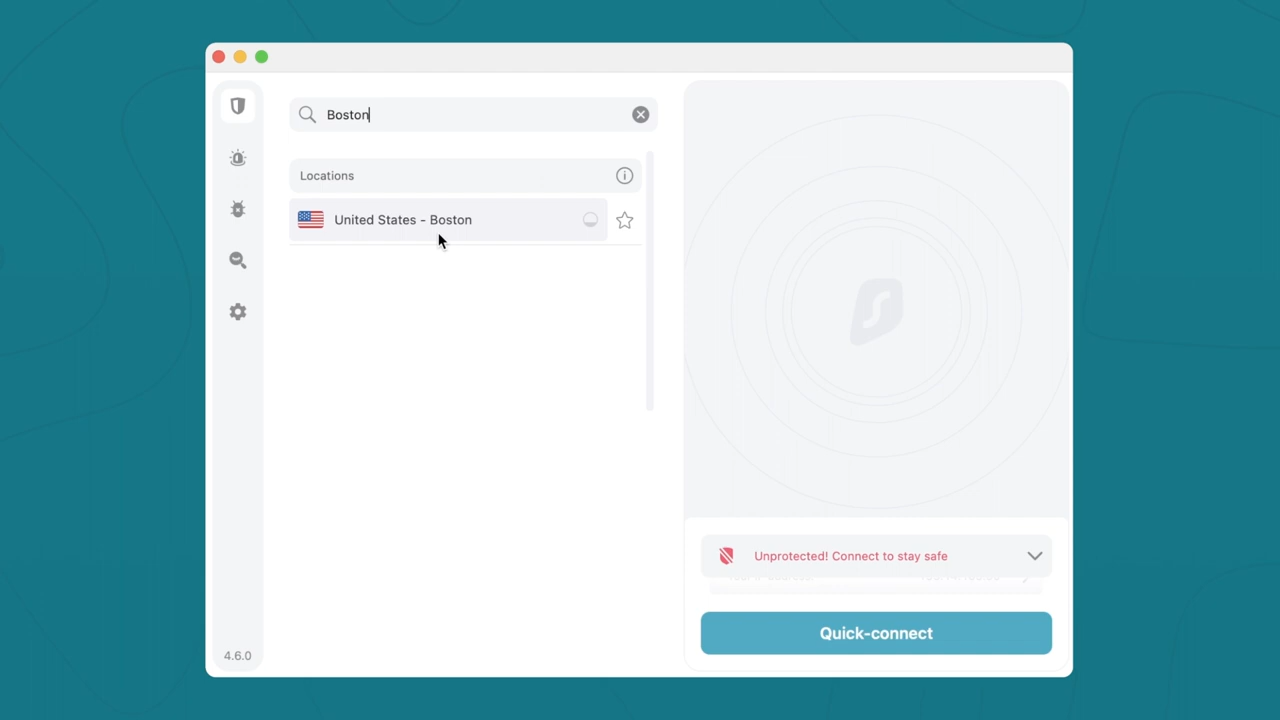 Boston
Locations
United States - Boston
Unprotected! Connect to stay safe
Quick-connect
4.6.0